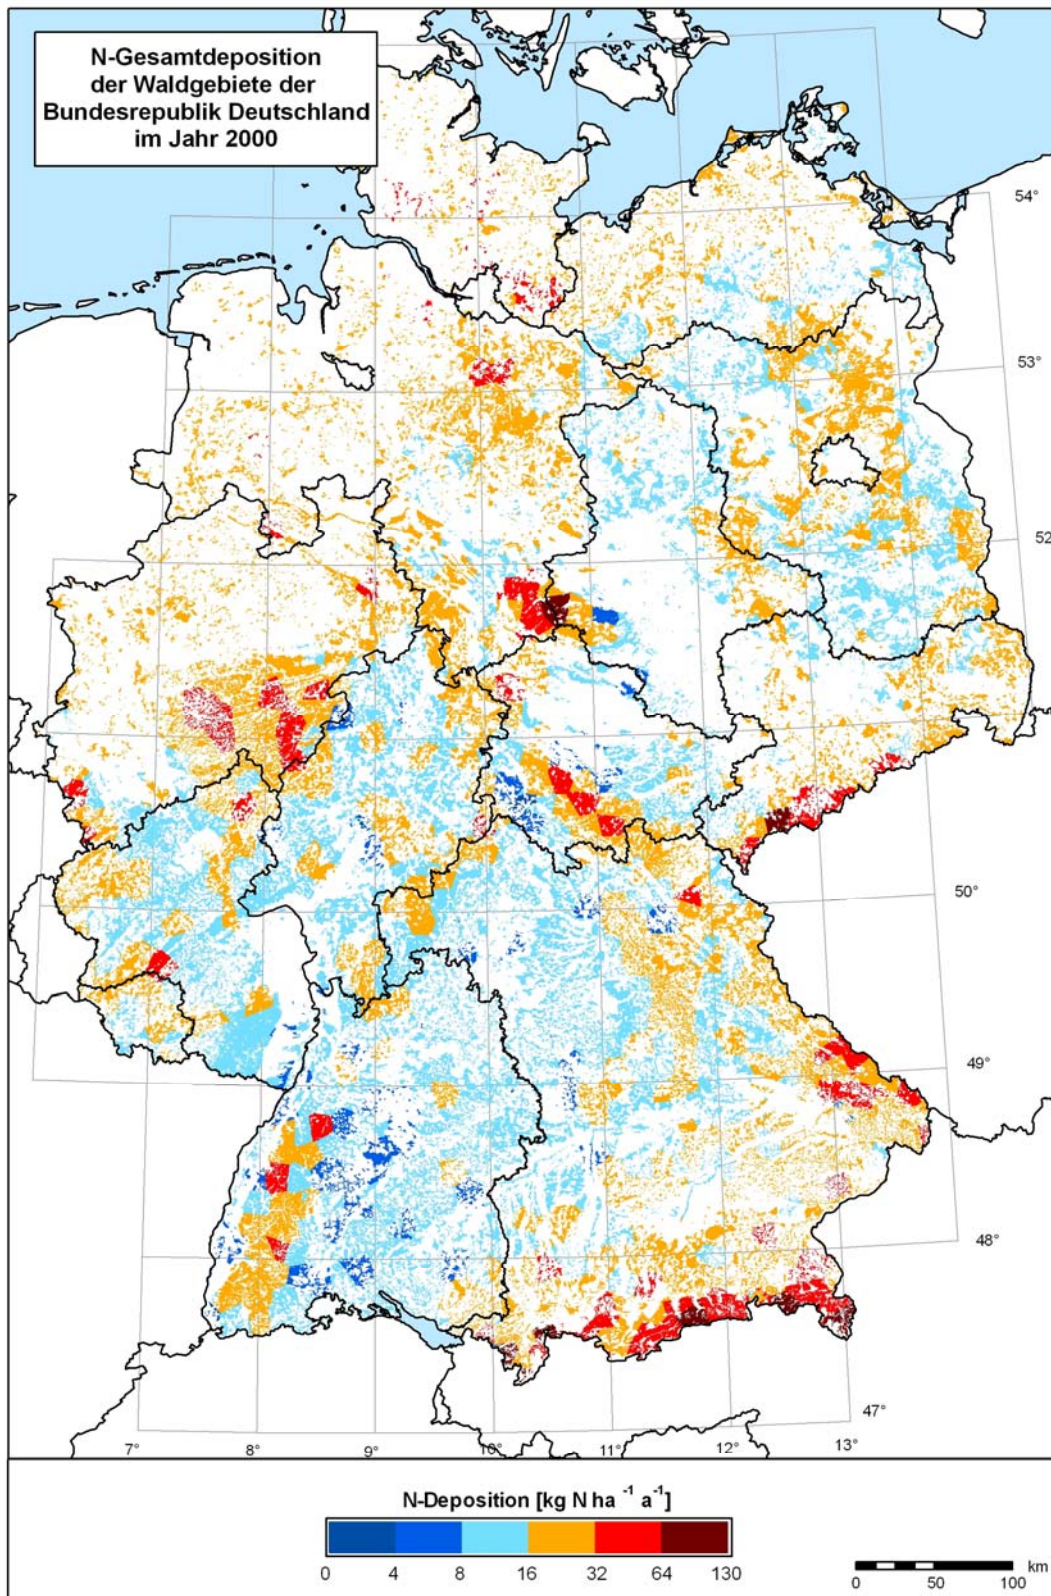 N-Gesamtdeposition
der Waldgebiete der
Bundesrepublik Deutschland
im Jahr 2000
54°
53°
52°
50°
49°
48°
47°
7° 8° 9° 10° 11° 12° 13°
N-Deposition [kg N ha -1 a-1]
0 4 8 16 32 64 130
km
0 50 100